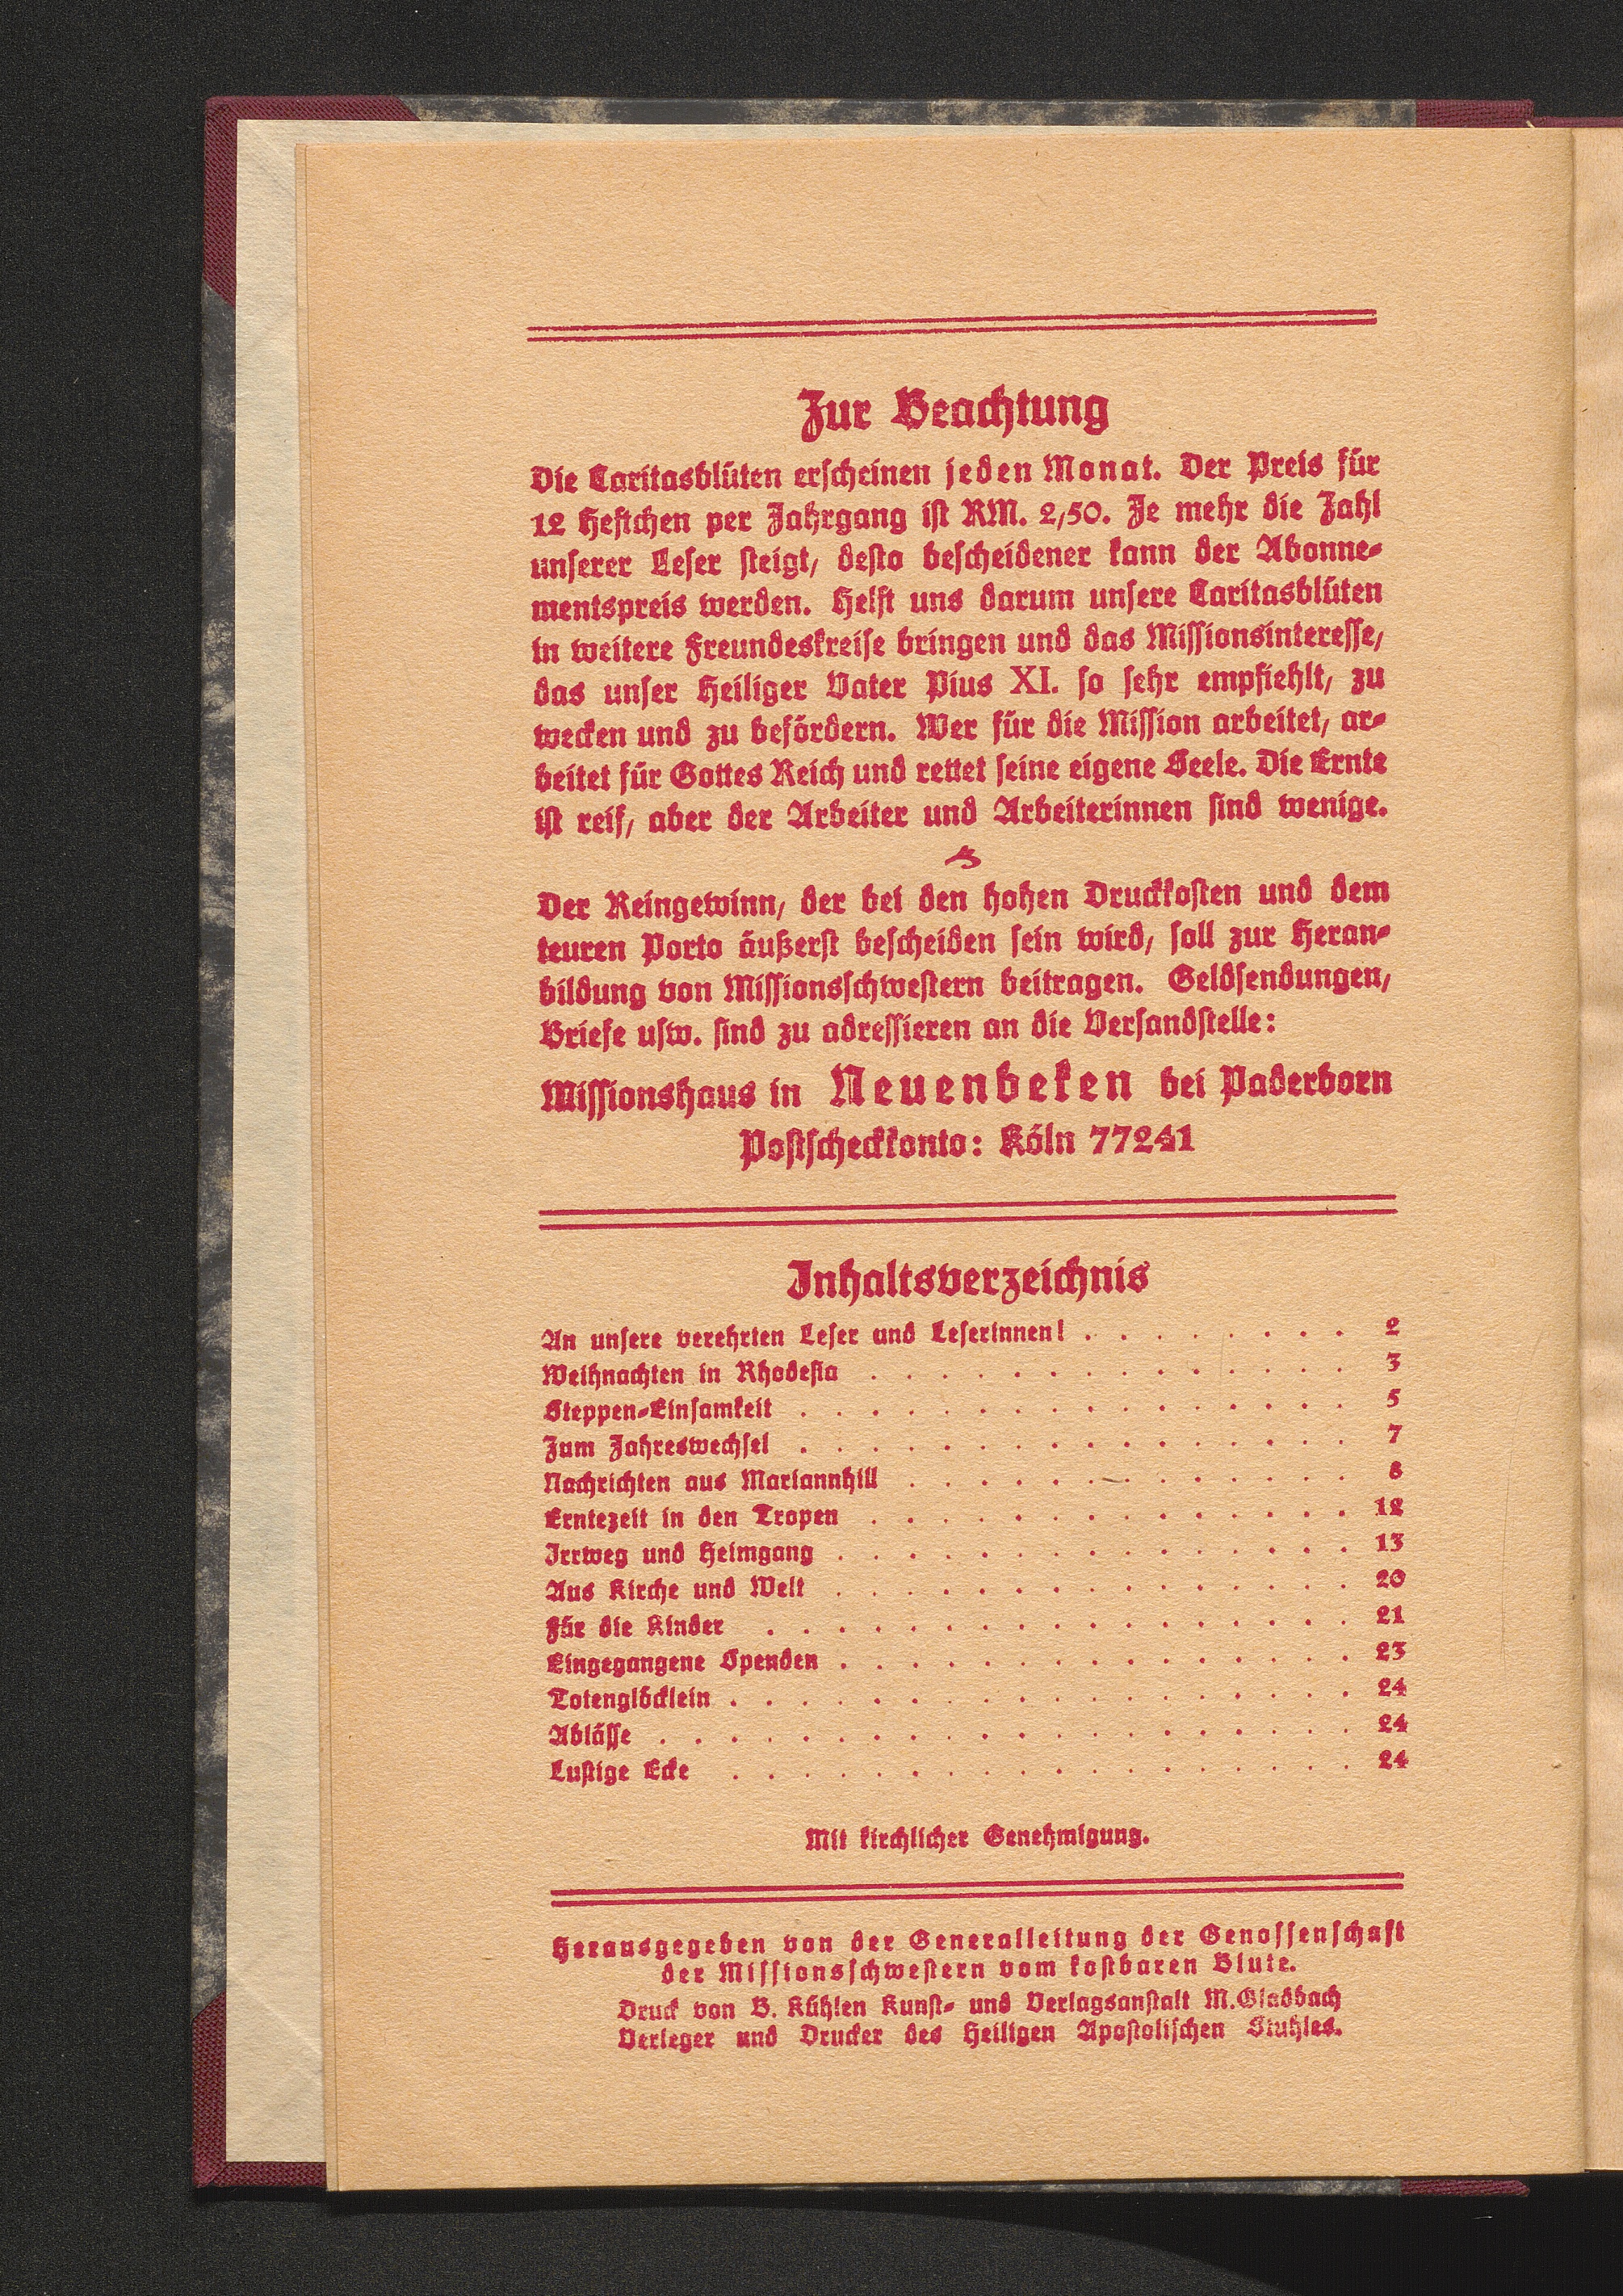 Zur Beachtung
Die Caritasblüten erscheinen jeden Monat. Der Preis für
12 Heftchen per Jahrgang ist RM. 2,50. Je mehr die Zahl
unserer Leser steigt, desto bescheidener kann der Abonne-
mentspreis werden. Helft uns darum unsere Caritasblüten
in weitere Freundeskreise bringen und das Missionsinteresse,
das unser Heiliger Vater Pius XI. so sehr empfiehlt, zu
wecken und zu befördern. Wer für die Mission arbeitet, ar-
beitet für Gottes Reich und rettet seine eigene Seele. Die Ernte
ist reif, aber der Arbeiter und Arbeiterinnen sind wenige.
Der Reingewinn, der bei den hohen Druckkosten und dem
teuren Porto äußerst bescheiden sein wird, soll zur Heran-
bildung von Missionsschwestern beitragen. Geldsendungen,
Briefe usw. sind zu adressieren an die Versandstelle:
Missionshaus in Neuenbeken bei Paderborn
Postscheckkonto: Köln 77241
Inhaltsverzeichnis
An unsere verehrten Leser und Leserinnen! . . . . . . . . 2
Weihnachten in Rhodesia . . . . . . . . . . . . . . 3
Steppen-Einsamkeit . . . . . . . . . . . . . . . . 5
Zum Jahreswechsel . . . . . . . . . . . . . . . . 7
Nachrichten aus Mariannhill . . . . . . . . . . . . . 8
Erntezeit in den Tropen . . . . . . . . . . . . . . 12
Irrweg und Heimgang . . . . . . . . . . . . . . . 13
Aus Kirche und Welt . . . . . . . . . . . . . . . 20
Für die Kinder . . . . . . . . . . . . . . . . . 21
Eingegangene Spenden . . . . . . . . . . . . . . . 23
Totenglöcklein . . . . . . . . . . . . . . . . . . 24
Ablässe . . . . . . . . . . . . . . . . . . . . 24
Lustige Ecke . . . . . . . . . . . . . . . . . . 24
Mit kirchlicher Genehmigung.
Herausgegeben von der Generalleitung der Genossenschaft
der Missionsschwestern vom kostbaren Blute.
Druck von B. Kühlen Kunst- und Verlagsanstalt M.Gladbach
Verleger und Drucker des Heiligen Apostolischen Stuhles.